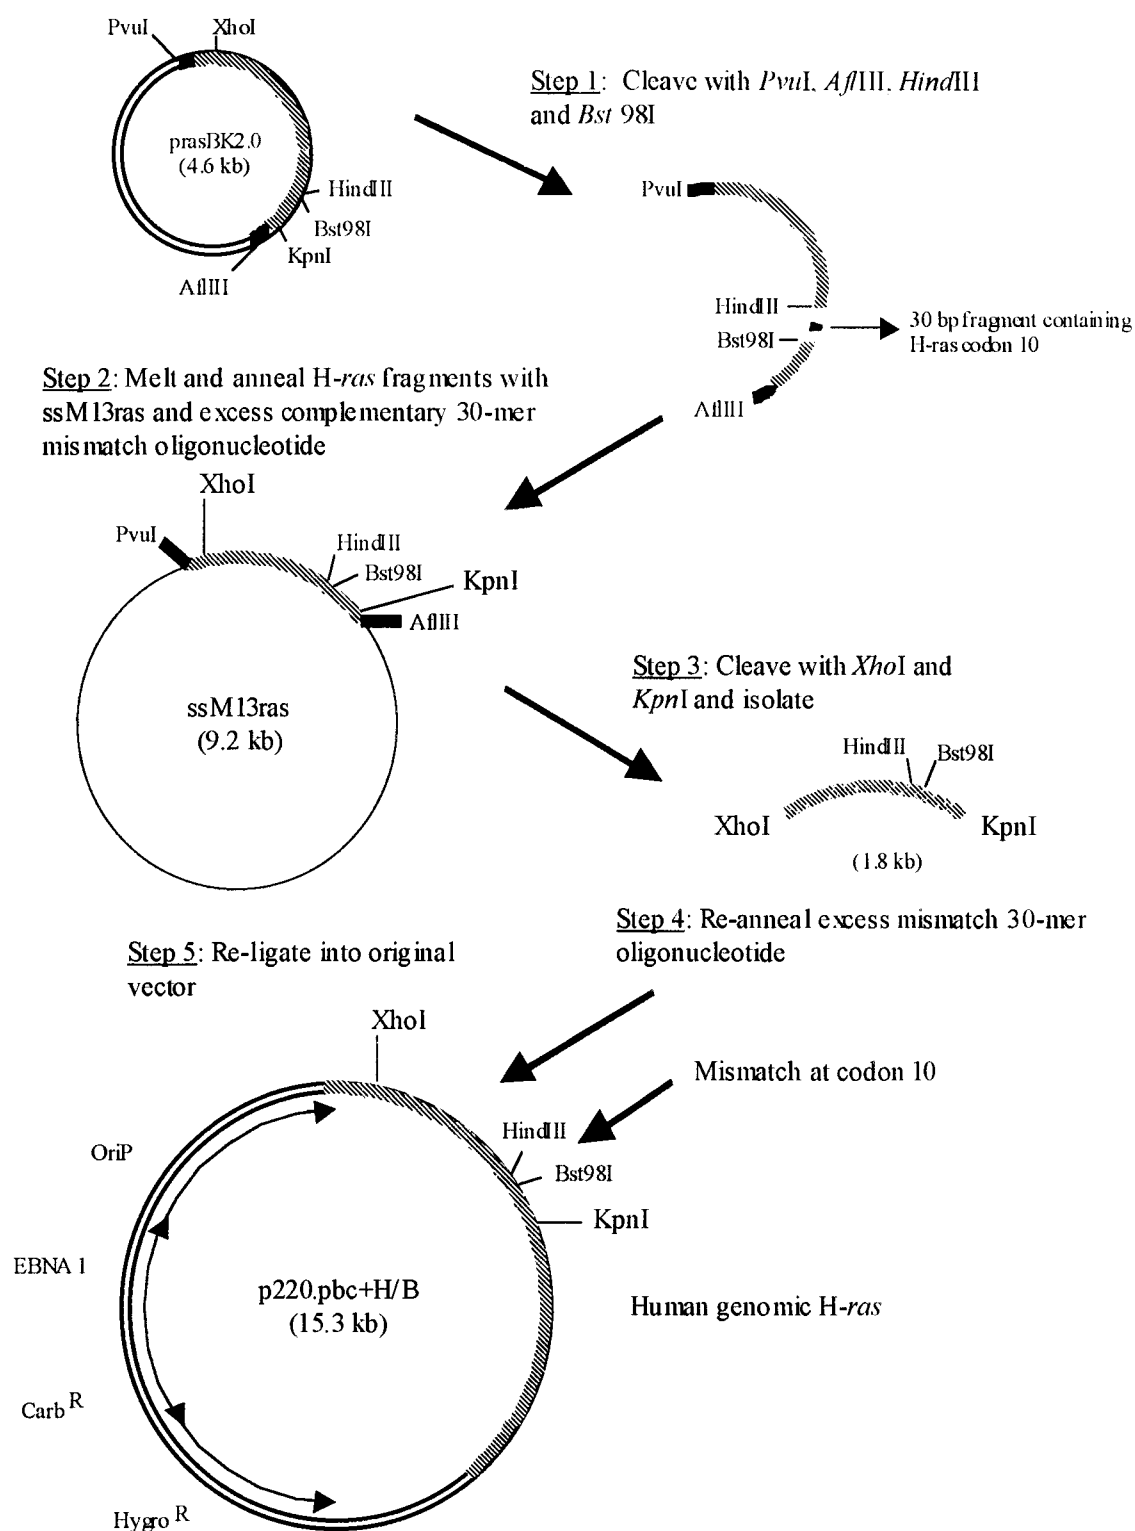 PvuI
XhoI
prasBK2.0
(4.6 kb)
HindIII
Bst98I
KpnI
AflIII
Step 1: Cleave with PvuI, AflIII, HindIII
and Bst 98I
PvuI
HindIII
Bst98I
AflIII
30 bp fragment containing
H-ras codon 10
Step 2: Melt and anneal H-ras fragments with
ssM13ras and excess complementary 30-mer
mismatch oligonucleotide
XhoI
PvuI
HindIII
Bst98I
KpnI
AflIII
ssM13ras
(9.2 kb)
Step 3: Cleave with XhoI and
KpnI and isolate
HindIII
Bst98I
XhoI
KpnI
(1.8 kb)
Step 4: Re-anneal excess mismatch 30-mer
oligonucleotide
Step 5: Re-ligate into original
vector
XhoI
Mismatch at codon 10
HindIII
Bst98I
KpnI
OriP
EBNA 1
p220.pbc+H/B
(15.3 kb)
Human genomic H-ras
Carb R
Hygro R